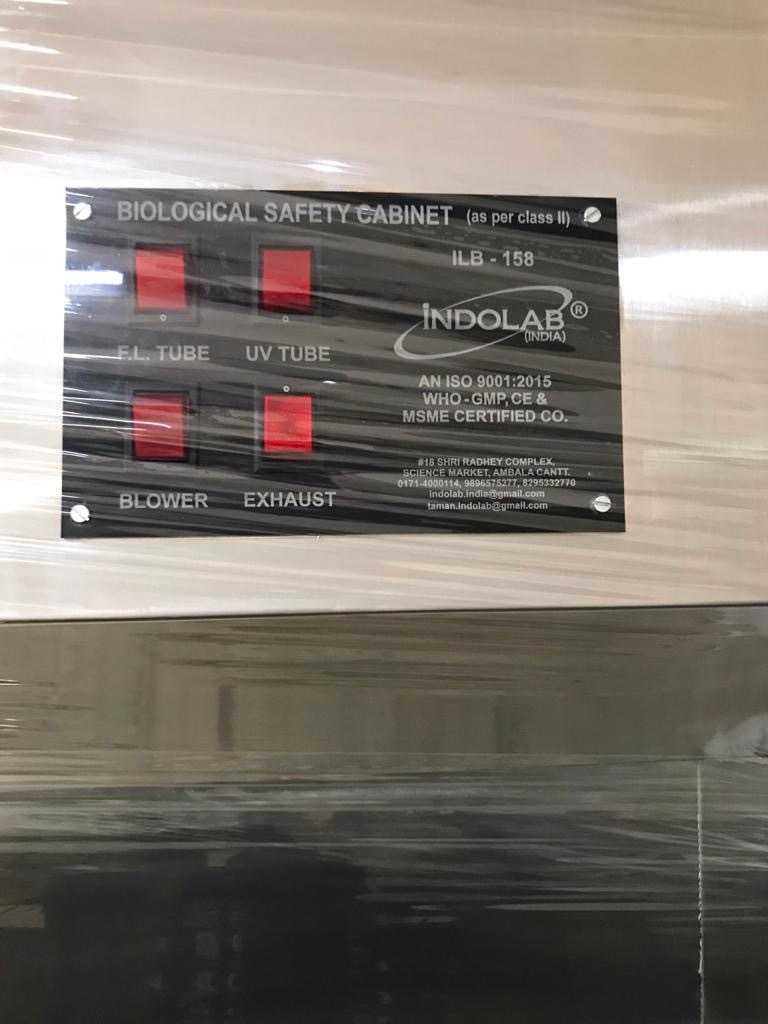 BIOLOGICAL SAFETY CABINET (as per class II)
ILB - 158
F.L. TUBE
UV TUBE
BLOWER
EXHAUST
INDOLAB®
(INDIA)
AN ISO 9001:2015
WHO - GMP, CE &
MSME CERTIFIED CO.
#18 SHRI RADHEY COMPLEX,
SCIENCE MARKET, AMBALA CANTT.
0171-4000114, 9896575277, 8295332770
indolab.india@gmail.com
taman.indolab@gmail.com